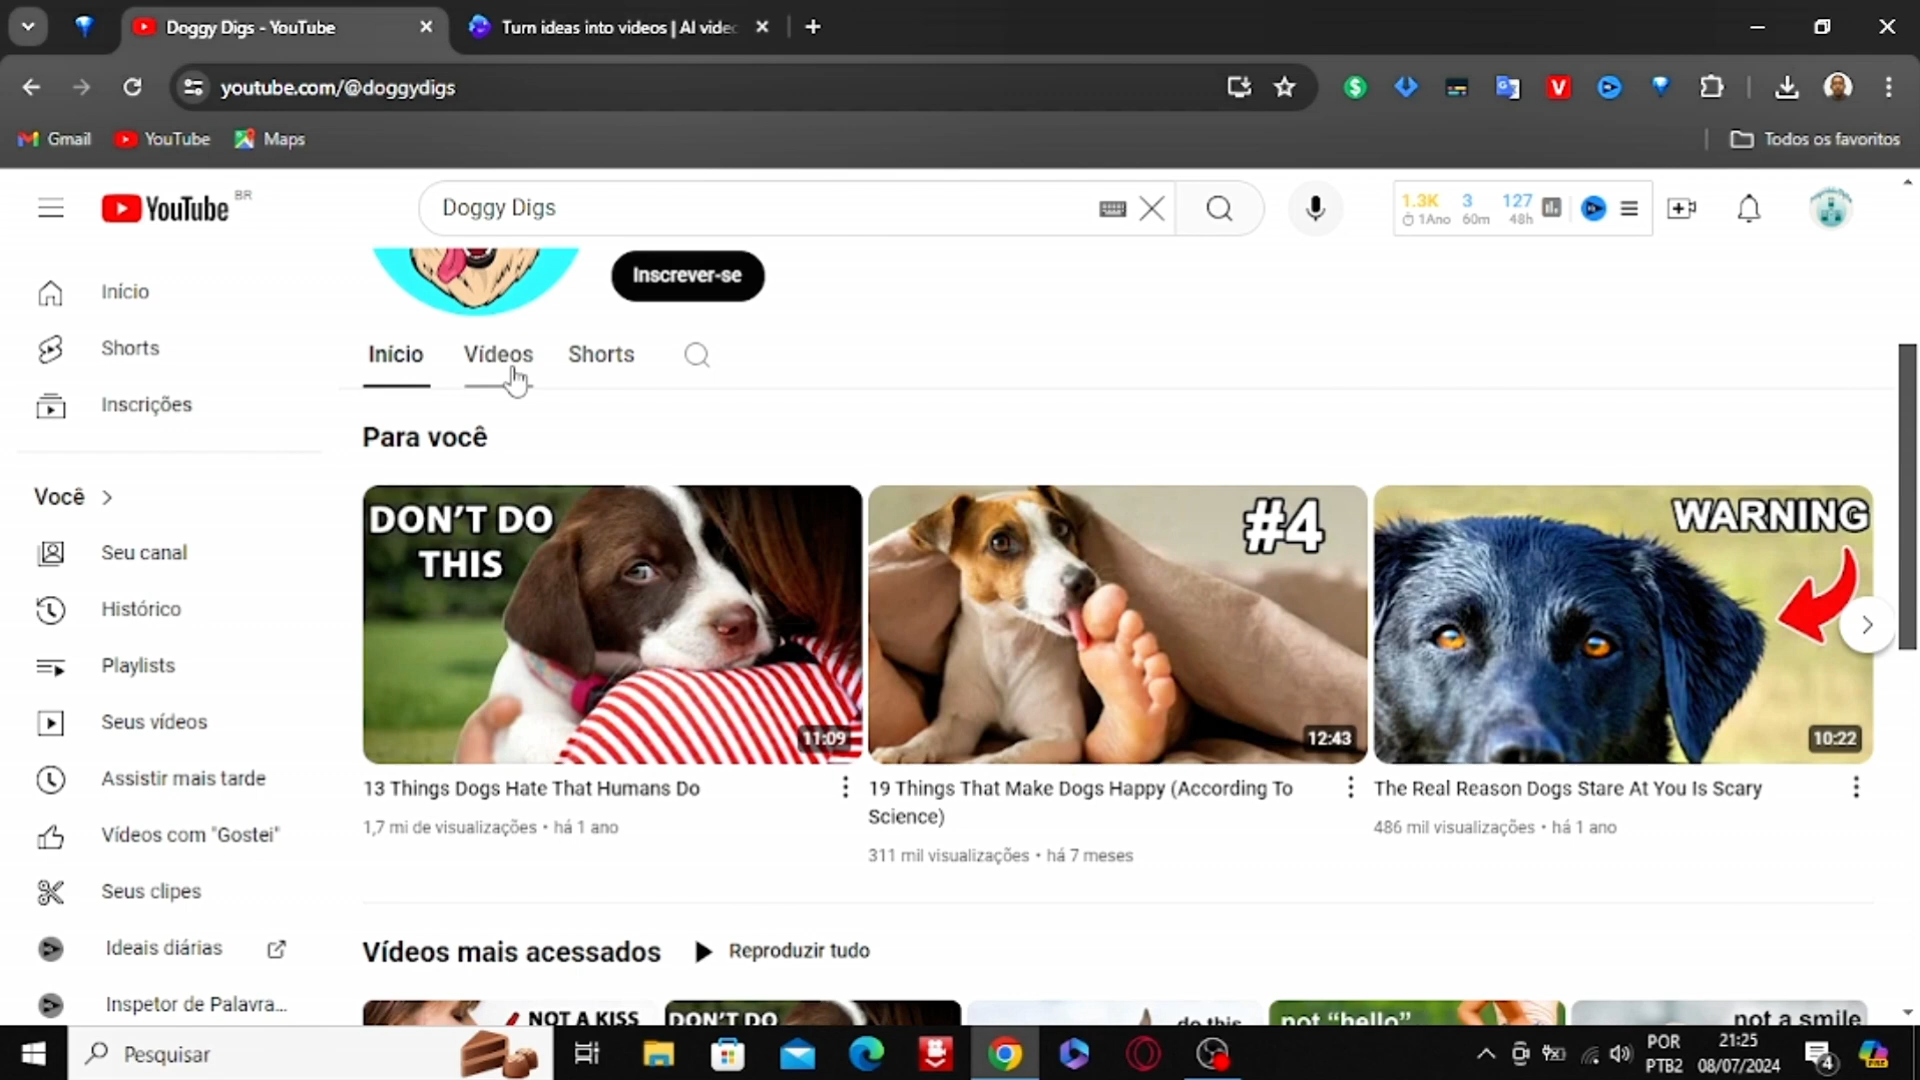 Doggy Digs - YouTube
Turn ideas into videos | AI videc
youtube.com/@doggydigs
Gmail
YouTube
Maps
Todos os favoritos
YouTube BR
Doggy Digs
1.3K 3 127
1Ano 60m 48h
Inscrever-se
Início
Shorts
Inscrições
Você
Seu canal
Histórico
Playlists
Seus vídeos
Assistir mais tarde
Vídeos com "Gostei"
Seus clipes
Ideais diárias
Inspetor de Palavra...
Início
Vídeos
Shorts
Para você
DON'T DO
THIS
11:09
13 Things Dogs Hate That Humans Do
1,7 mi de visualizações • há 1 ano
#4
12:43
19 Things That Make Dogs Happy (According To
Science)
311 mil visualizações • há 7 meses
WARNING
10:22
The Real Reason Dogs Stare At You Is Scary
486 mil visualizações • há 1 ano
Vídeos mais acessados
Reproduzir tudo
NOT A KISS
DON'T DO
do this
not "hello"
not a smile
Pesquisar
POR
PTB2
21:25
08/07/2024
4